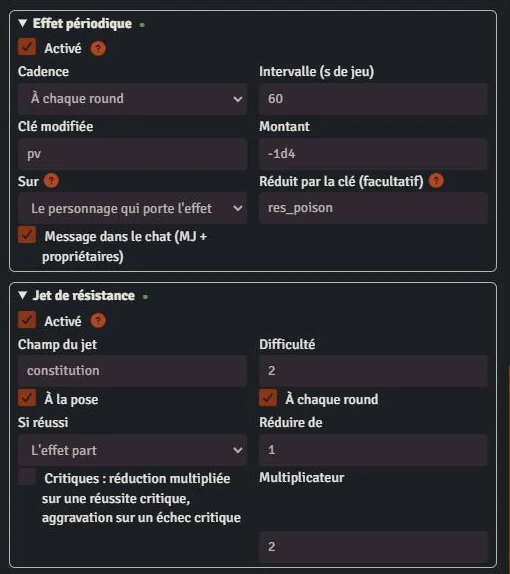 ▼ Effet périodique
Activé ?
Cadence Intervalle (s de jeu)
À chaque round 60
Clé modifiée Montant
pv -1d4
Sur ? Réduit par la clé (facultatif) ?
Le personnage qui porte l'effet res_poison
Message dans le chat (MJ +
propriétaires)
▼ Jet de résistance
Activé ?
Champ du jet Difficulté
constitution 2
À la pose À chaque round
Si réussi Réduire de
L'effet part 1
Critiques : réduction multipliée Multiplicateur
sur une réussite critique,
aggravation sur un échec critique
2